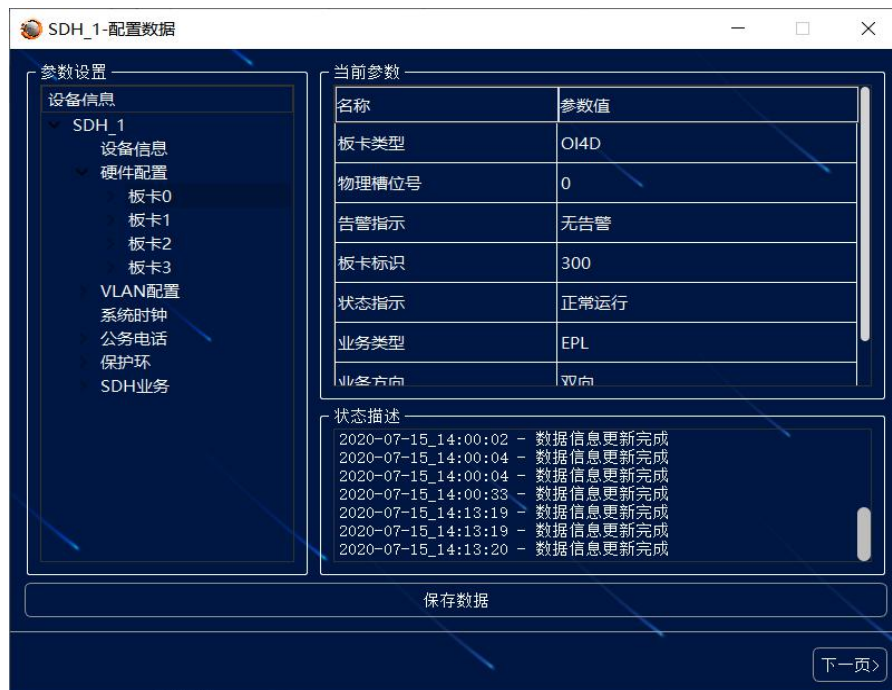 SDH_1-配置数据
参数设置
设备信息
SDH_1
设备信息
硬件配置
板卡0
板卡1
板卡2
板卡3
VLAN配置
系统时钟
公务电话
保护环
SDH业务
当前参数
名称 参数值
板卡类型 OI4D
物理槽位号 0
告警指示 无告警
板卡标识 300
状态指示 正常运行
业务类型 EPL
业务方向 双向
状态描述
2020-07-15_14:00:02 - 数据信息更新完成
2020-07-15_14:00:04 - 数据信息更新完成
2020-07-15_14:00:04 - 数据信息更新完成
2020-07-15_14:00:33 - 数据信息更新完成
2020-07-15_14:13:19 - 数据信息更新完成
2020-07-15_14:13:19 - 数据信息更新完成
2020-07-15_14:13:20 - 数据信息更新完成
保存数据
下一页>